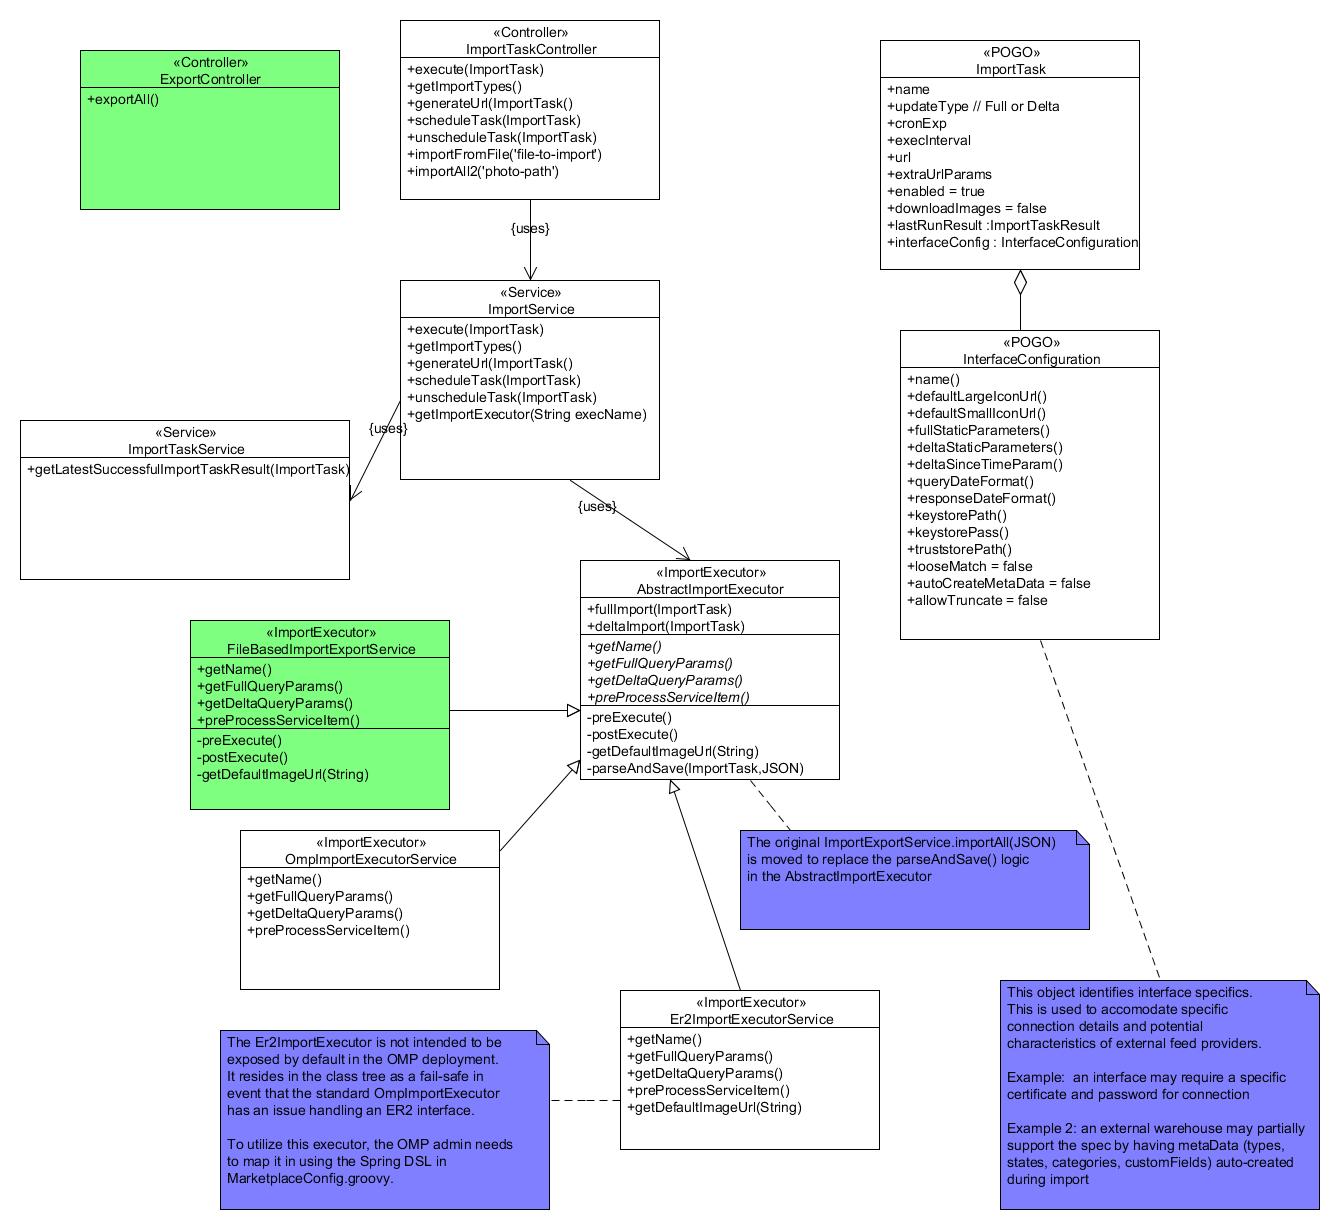 «Controller»
ExportController
+exportAll()
«Controller»
ImportTaskController
+execute(ImportTask)
+getImportTypes()
+generateUrl(ImportTask()
+scheduleTask(ImportTask)
+unscheduleTask(ImportTask)
+importFromFile('file-to-import')
+importAll2('photo-path')
{uses}
«POGO»
ImportTask
+name
+updateType // Full or Delta
+cronExp
+execInterval
+url
+extraUrlParams
+enabled = true
+downloadImages = false
+lastRunResult :ImportTaskResult
+interfaceConfig : InterfaceConfiguration
«Service»
ImportService
+execute(ImportTask)
+getImportTypes()
+generateUrl(ImportTask()
+scheduleTask(ImportTask)
+unscheduleTask(ImportTask)
+getImportExecutor(String execName)
{uses}
{uses}
«Service»
ImportTaskService
+getLatestSuccessfulImportTaskResult(ImportTask)
«POGO»
InterfaceConfiguration
+name()
+defaultLargeIconUrl()
+defaultSmallIconUrl()
+fullStaticParameters()
+deltaStaticParameters()
+deltaSinceTimeParam()
+queryDateFormat()
+responseDateFormat()
+keystorePath()
+keystorePass()
+truststorePath()
+looseMatch = false
+autoCreateMetaData = false
+allowTruncate = false
«ImportExecutor»
AbstractImportExecutor
+fullImport(ImportTask)
+deltaImport(ImportTask)
+getName()
+getFullQueryParams()
+getDeltaQueryParams()
+preProcessServiceItem()
-preExecute()
-postExecute()
-getDefaultImageUrl(String)
-parseAndSave(ImportTask,JSON)
«ImportExecutor»
FileBasedImportExportService
+getName()
+getFullQueryParams()
+getDeltaQueryParams()
+preProcessServiceItem()
-preExecute()
-postExecute()
-getDefaultImageUrl(String)
«ImportExecutor»
OmpImportExecutorService
+getName()
+getFullQueryParams()
+getDeltaQueryParams()
+preProcessServiceItem()
The original ImportExportService.importAll(JSON)
is moved to replace the parseAndSave() logic
in the AbstractImportExecutor
«ImportExecutor»
Er2ImportExecutorService
+getName()
+getFullQueryParams()
+getDeltaQueryParams()
+preProcessServiceItem()
+getDefaultImageUrl(String)
The Er2ImportExecutor is not intended to be
exposed by default in the OMP deployment.
It resides in the class tree as a fail-safe in
event that the standard OmpImportExecutor
has an issue handling an ER2 interface.
To utilize this executor, the OMP admin needs
to map it in using the Spring DSL in
MarketplaceConfig.groovy.
This object identifies interface specifics.
This is used to accomodate specific
connection details and potential
characteristics of external feed providers.
Example:  an interface may require a specific
certificate and password for connection
Example 2: an external warehouse may partially
support the spec by having metaData (types,
states, categories, customFields) auto-created
during import